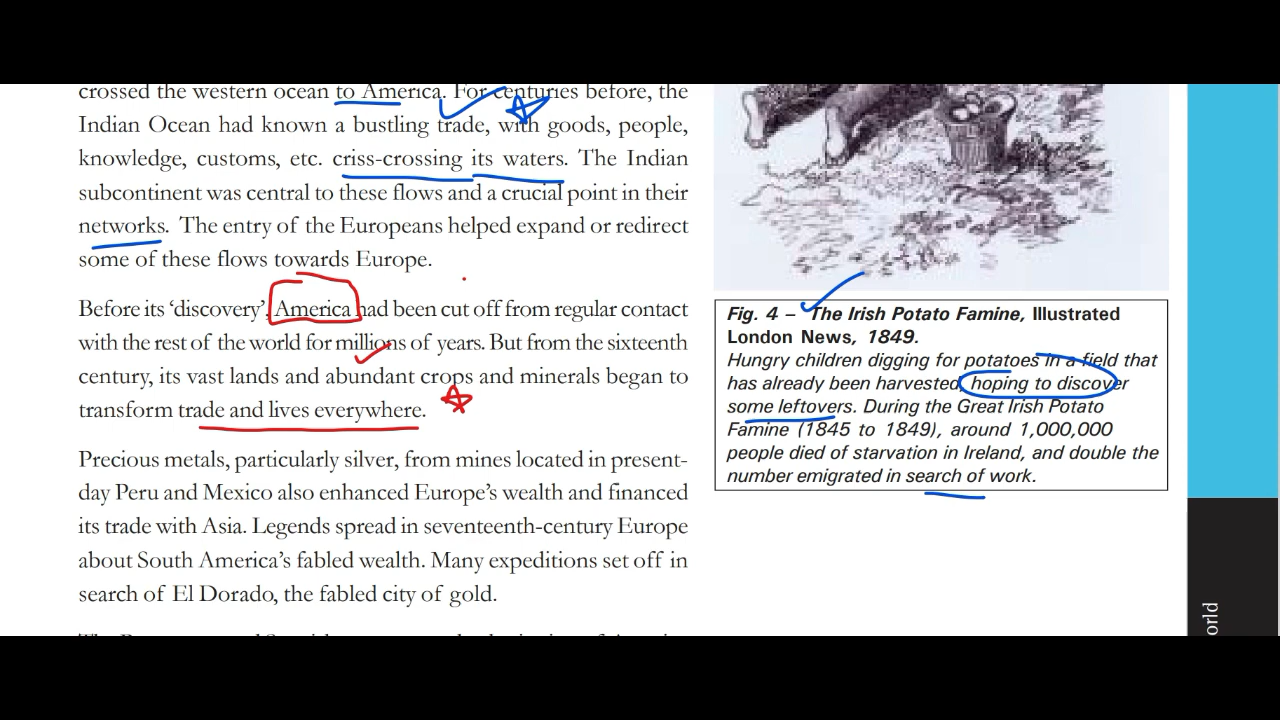 crossed the western ocean to America. For centuries before, the
Indian Ocean had known a bustling trade, with goods, people,
knowledge, customs, etc. criss-crossing its waters. The Indian
subcontinent was central to these flows and a crucial point in their
networks. The entry of the Europeans helped expand or redirect
some of these flows towards Europe.
Before its ‘discovery’, America had been cut off from regular contact
with the rest of the world for millions of years. But from the sixteenth
century, its vast lands and abundant crops and minerals began to
transform trade and lives everywhere.
Precious metals, particularly silver, from mines located in present-
day Peru and Mexico also enhanced Europe’s wealth and financed
its trade with Asia. Legends spread in seventeenth-century Europe
about South America’s fabled wealth. Many expeditions set off in
search of El Dorado, the fabled city of gold.
Fig. 4 – The Irish Potato Famine, Illustrated
London News, 1849.
Hungry children digging for potatoes in a field that
has already been harvested, hoping to discover
some leftovers. During the Great Irish Potato
Famine (1845 to 1849), around 1,000,000
people died of starvation in Ireland, and double the
number emigrated in search of work.
orld